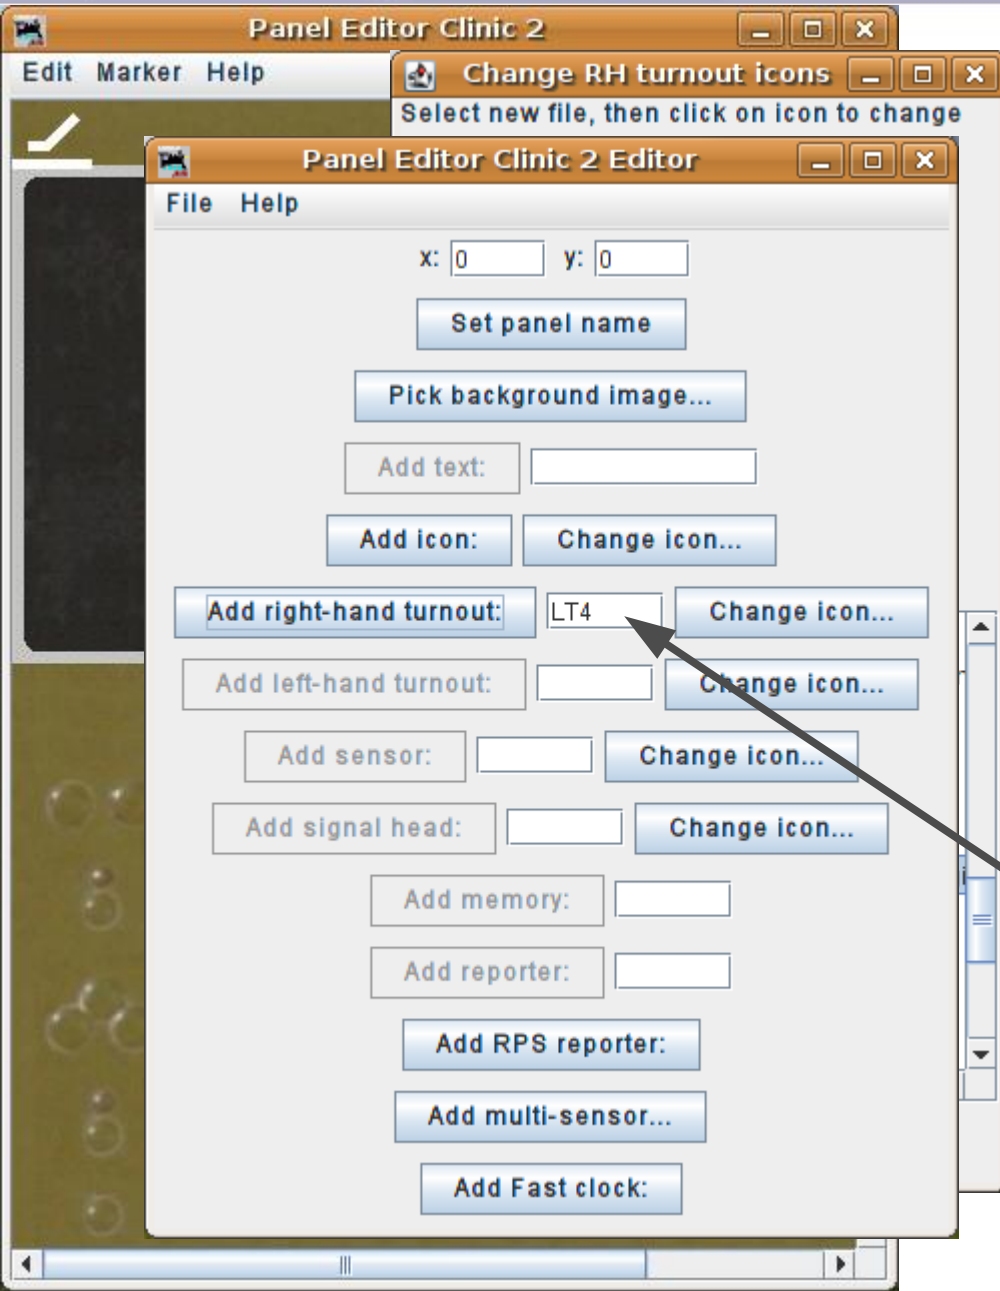 Panel Editor Clinic 2
Edit Marker Help
Change RH turnout icons
Select new file, then click on icon to change
Panel Editor Clinic 2 Editor
File Help
x: 0 y: 0
Set panel name
Pick background image...
Add text:
Add icon: Change icon...
Add right-hand turnout: LT4 Change icon...
Add left-hand turnout: Change icon...
Add sensor: Change icon...
Add signal head: Change icon...
Add memory:
Add reporter:
Add RPS reporter:
Add multi-sensor...
Add Fast clock: